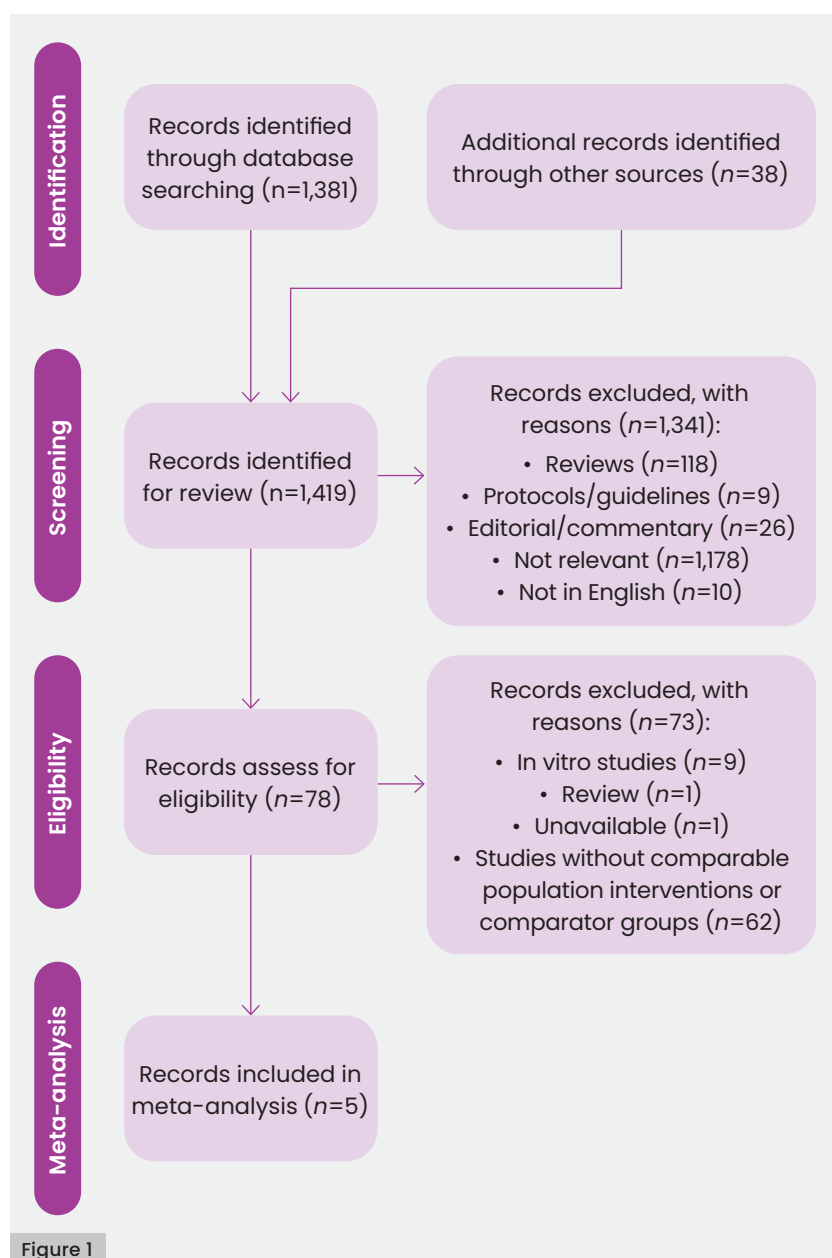 Identification
Records identified
through database
searching (n=1,381)
Additional records identified
through other sources (n=38)
Screening
Records identified
for review (n=1,419)
Records excluded, with
reasons (n=1,341):
• Reviews (n=118)
• Protocols/guidelines (n=9)
• Editorial/commentary (n=26)
• Not relevant (n=1,178)
• Not in English (n=10)
Eligibility
Records assess for
eligibility (n=78)
Records excluded, with
reasons (n=73):
• In vitro studies (n=9)
• Review (n=1)
• Unavailable (n=1)
• Studies without comparable
population interventions or
comparator groups (n=62)
Meta-analysis
Records included in
meta-analysis (n=5)
Figure 1